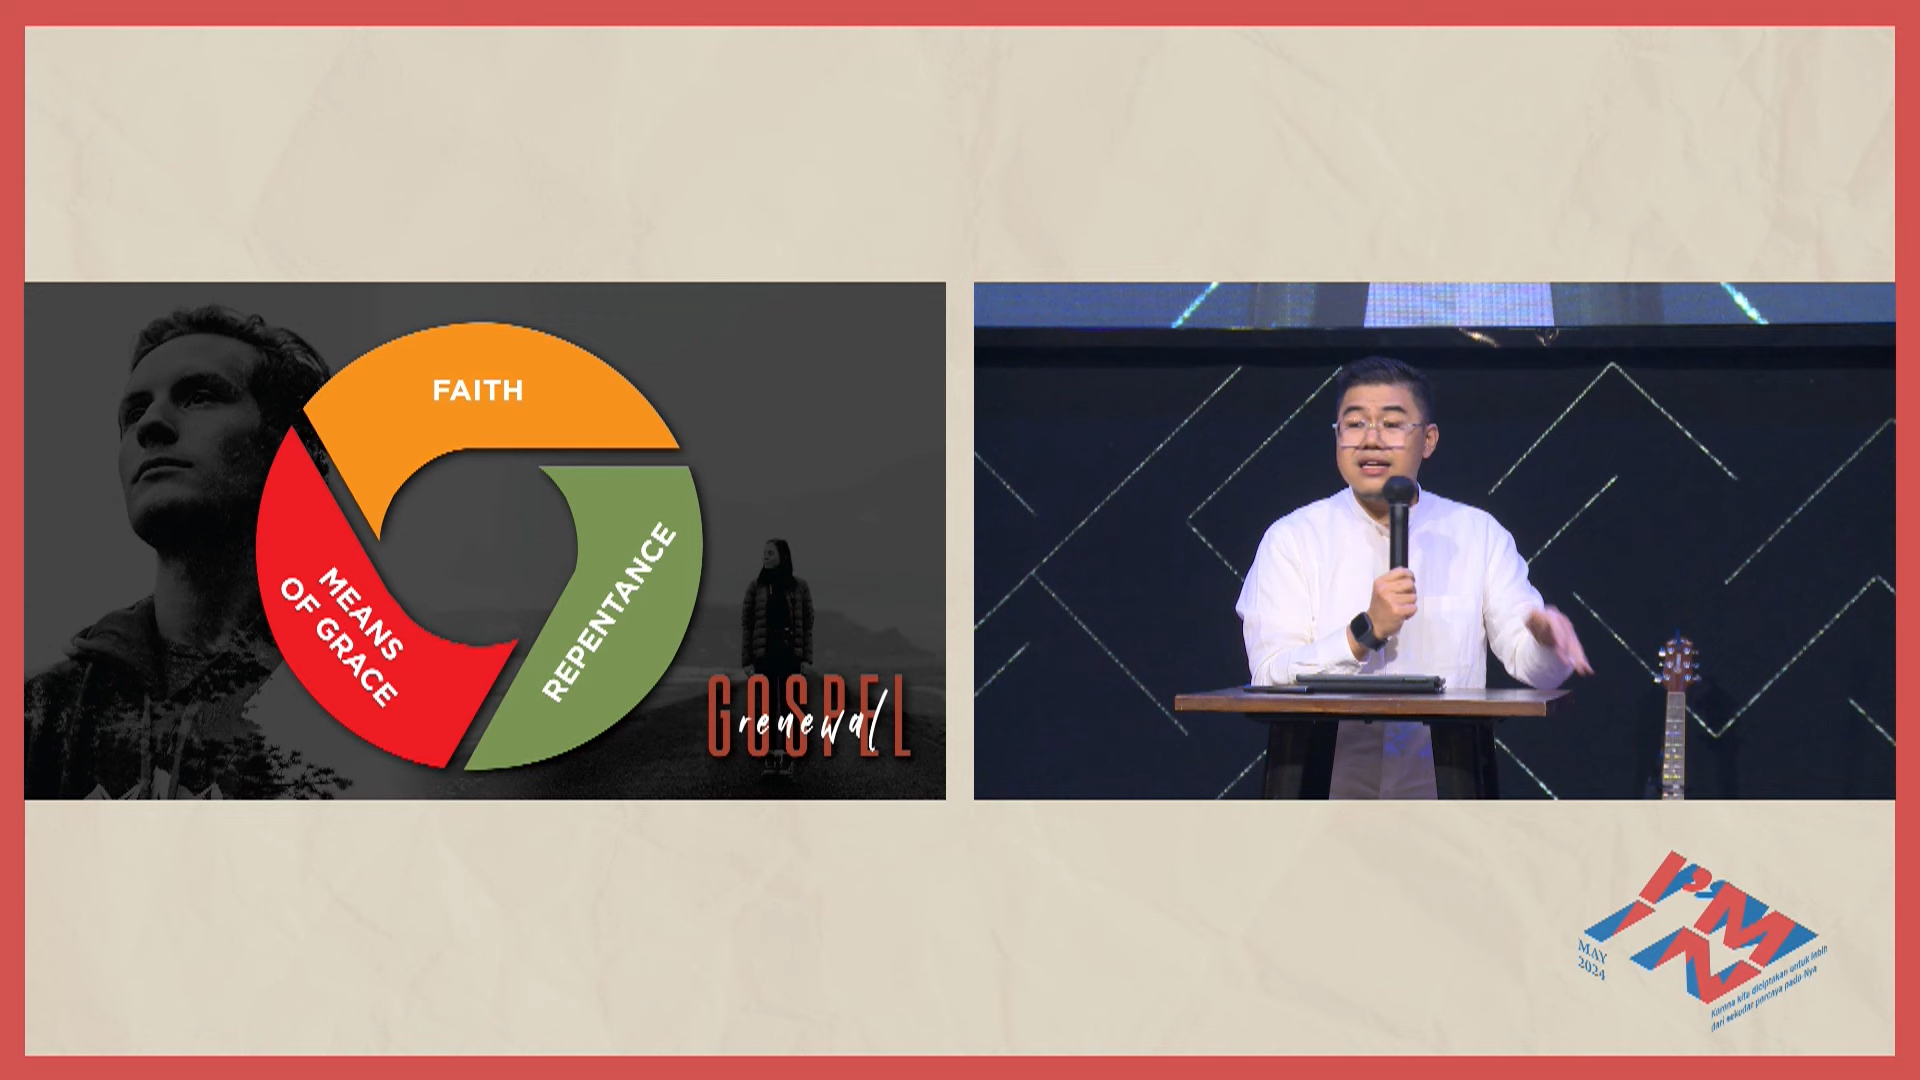 FAITH
MEANS
OF GRACE
REPENTANCE
GOSPEL
renewal
I'M
IN
MAY
2024
Karena kita diciptakan untuk lebih
dari sekedar percaya pada-Nya